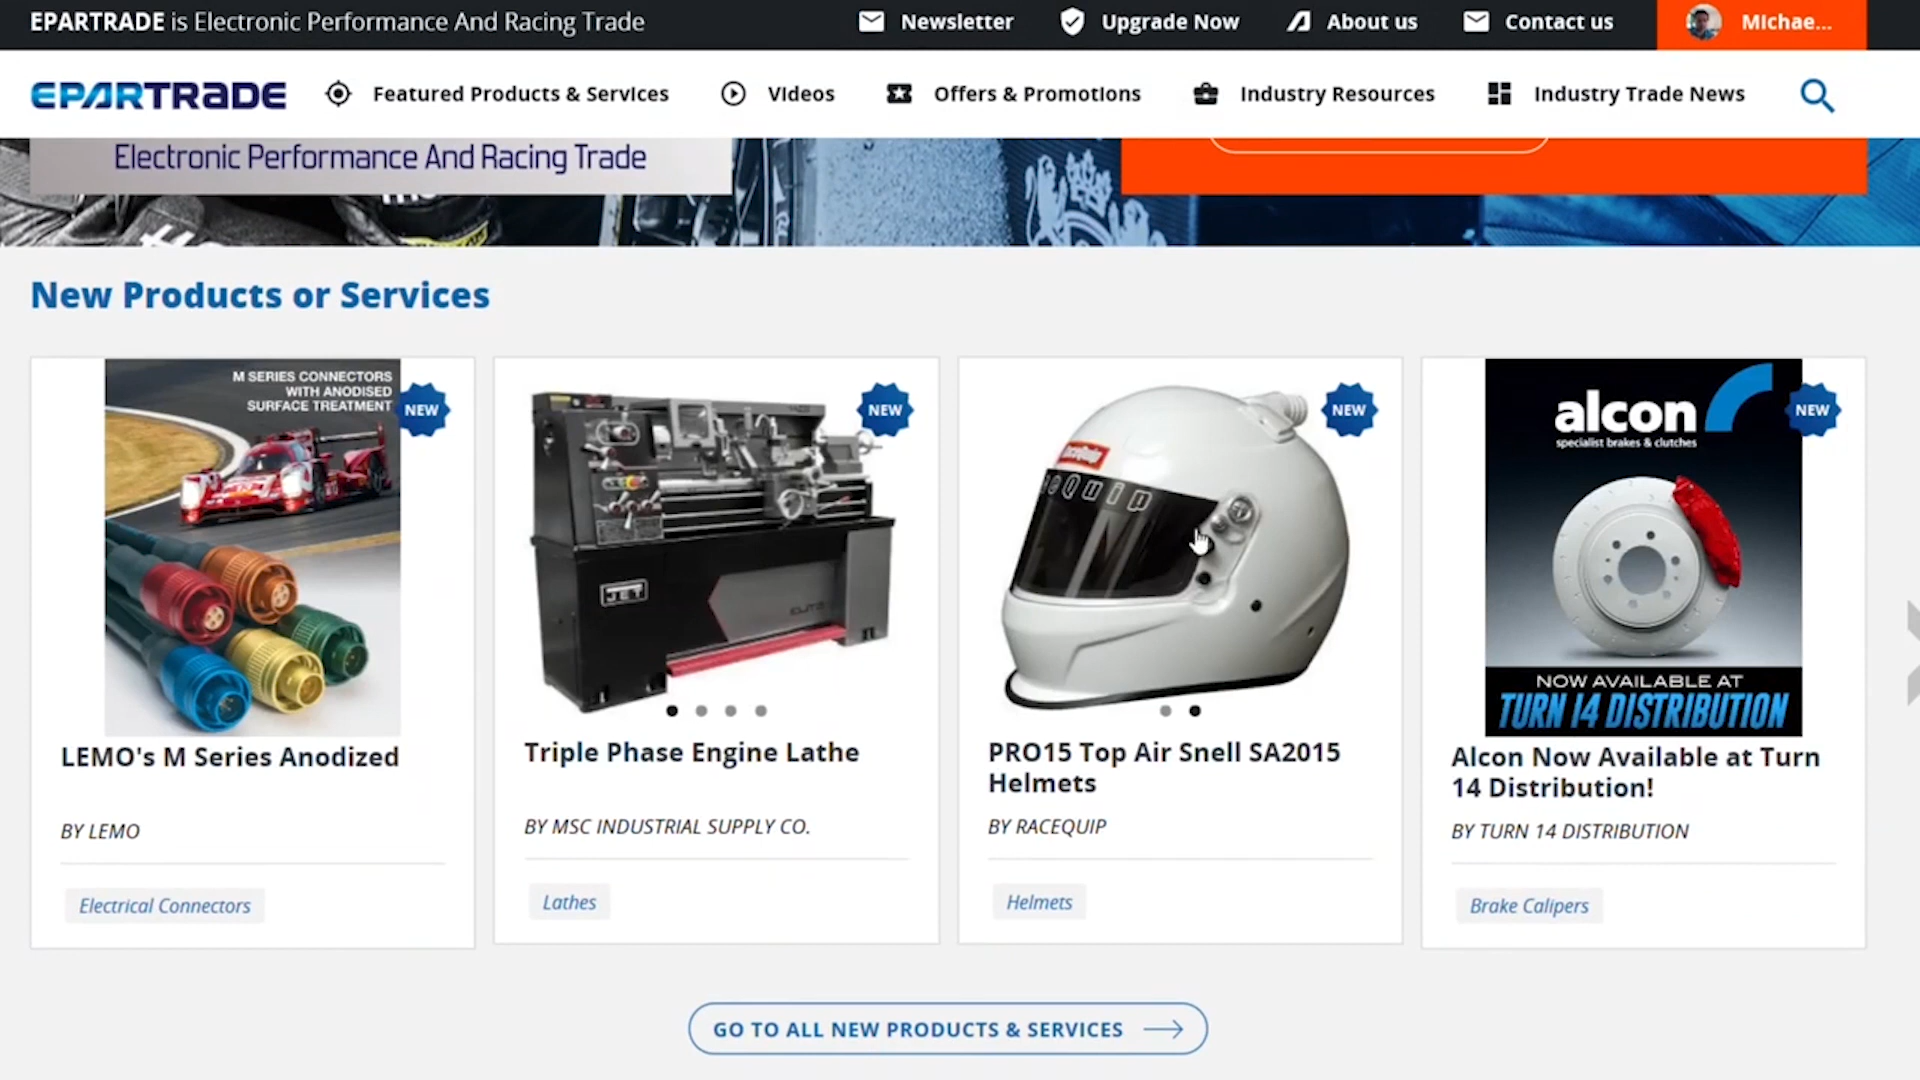 EPARTRADE is Electronic Performance And Racing Trade
Newsletter
Upgrade Now
About us
Contact us
MIchae...
EPARTRADE
Featured Products & ServIces
VIdeos
Offers & PromotIons
Industry Resources
Industry Trade News
Electronic Performance And Racing Trade
New Products or Services
M SERIES CONNECTORS
WITH ANODISED
SURFACE TREATMENT
NEW
LEMO's M Series Anodized
BY LEMO
Electrical Connectors
NEW
JET
ELITE
Triple Phase Engine Lathe
BY MSC INDUSTRIAL SUPPLY CO.
Lathes
NEW
RaceQuip
eQuip
PRO15 Top Air Snell SA2015
Helmets
BY RACEQUIP
Helmets
NEW
alcon
specialist brakes & clutches
NOW AVAILABLE AT
TURN 14 DISTRIBUTION
Alcon Now Available at Turn
14 Distribution!
BY TURN 14 DISTRIBUTION
Brake Calipers
GO TO ALL NEW PRODUCTS & SERVICES